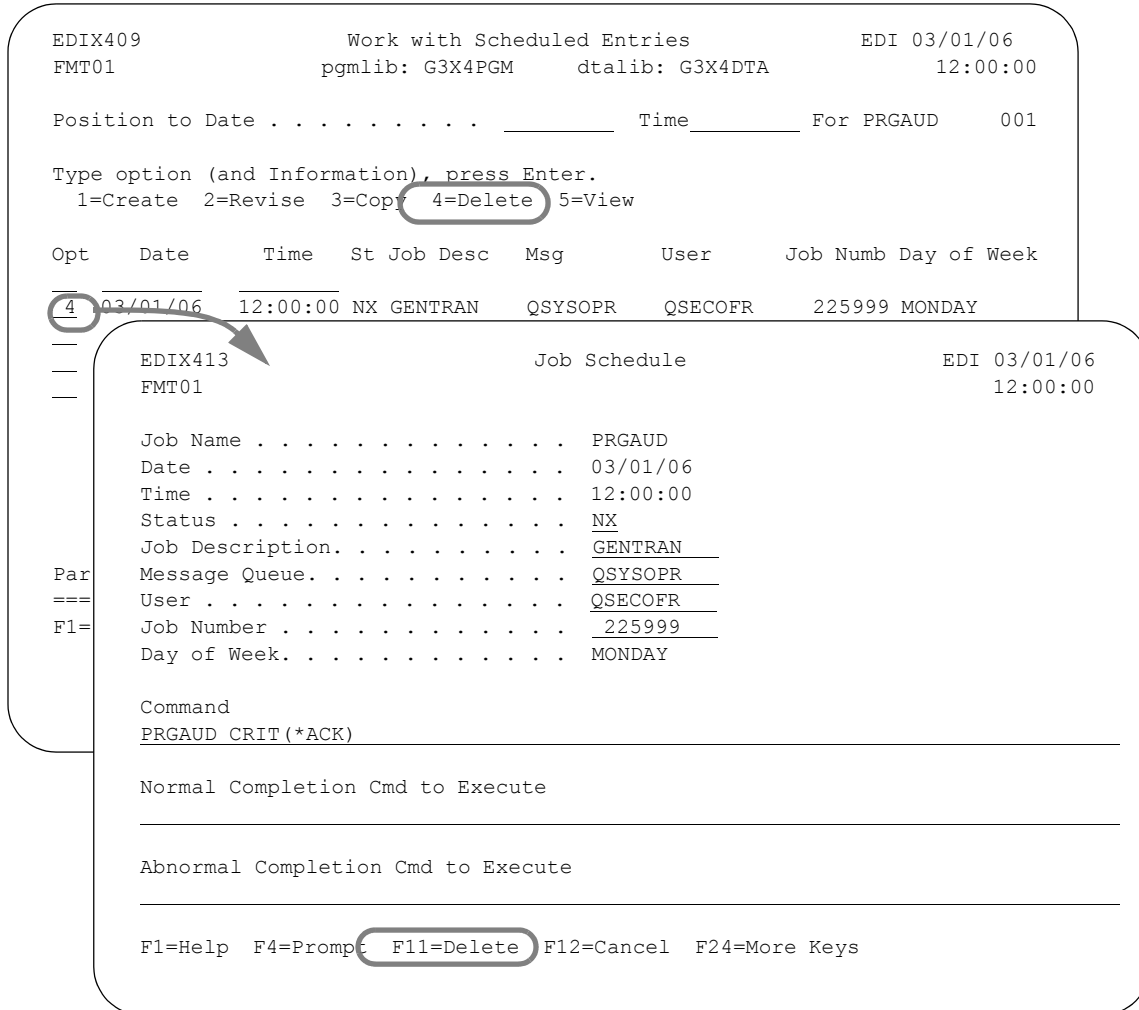 EDIX409 Work with Scheduled Entries EDI 03/01/06
FMT01 pgmlib: G3X4PGM dtalib: G3X4DTA 12:00:00
Position to Date . . . . . . . . . Time For PRGAUD 001
Type option (and Information), press Enter.
1=Create 2=Revise 3=Copy 4=Delete 5=View
Opt Date Time St Job Desc Msg User Job Numb Day of Week
4 03/01/06 12:00:00 NX GENTRAN QSYSOPR QSECOFR 225999 MONDAY
Par
===
F1=
EDIX413 Job Schedule EDI 03/01/06
FMT01 12:00:00
Job Name . . . . . . . . . . . . . PRGAUD
Date . . . . . . . . . . . . . . . 03/01/06
Time . . . . . . . . . . . . . . . 12:00:00
Status . . . . . . . . . . . . . . NX
Job Description. . . . . . . . . . GENTRAN
Message Queue. . . . . . . . . . . QSYSOPR
User . . . . . . . . . . . . . . . QSECOFR
Job Number . . . . . . . . . . . . 225999
Day of Week. . . . . . . . . . . . MONDAY
Command
PRGAUD CRIT(*ACK)
Normal Completion Cmd to Execute
Abnormal Completion Cmd to Execute
F1=Help F4=Prompt F11=Delete F12=Cancel F24=More Keys